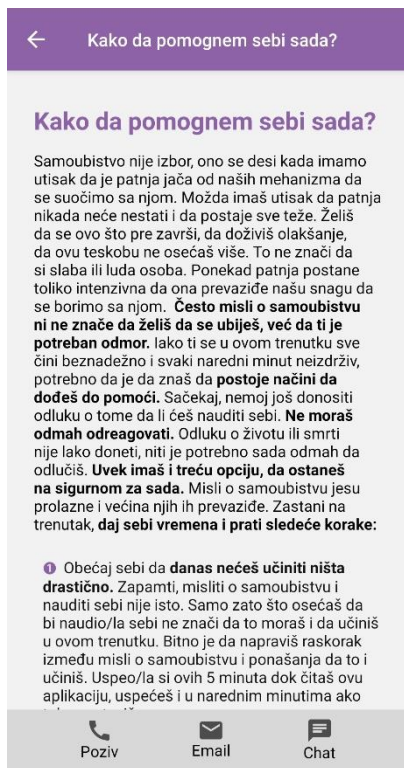 Kako da pomognem sebi sada?
Kako da pomognem sebi sada?
Samoubistvo nije izbor, ono se desi kada imamo
utisak da je patnja jača od naših mehanizma da
se suočimo sa njom. Možda imaš utisak da patnja
nikada neće nestati i da postaje sve teže. Želiš
da se ovo što pre završi, da doživiš olakšanje,
da ovu teskobu ne osećaš više. To ne znači da
si slaba ili luda osoba. Ponekad patnja postane
toliko intenzivna da ona prevaziđe našu snagu da
se borimo sa njom. Često misli o samoubistvu
ni ne znače da želiš da se ubiješ, već da ti je
potreban odmor. Iako ti se u ovom trenutku sve
čini beznadežno i svaki naredni minut neizdrživ,
potrebno da je da znaš da postoje načini da
dođeš do pomoći. Sačekaj, nemoj još donositi
odluku o tome da li ćeš nauditi sebi. Ne moraš
odmah odreagovati. Odluku o životu ili smrti
nije lako doneti, niti je potrebno sada odmah da
odlučiš. Uvek imaš i treću opciju, da ostaneš
na sigurnom za sada. Misli o samoubistvu jesu
prolazne i većina njih ih prevaziđe. Zastani na
trenutak, daj sebi vremena i prati sledeće korake:
❶ Obećaj sebi da danas nećeš učiniti ništa
drastično. Zapamti, misliti o samoubistvu i
nauditi sebi nije isto. Samo zato što osećaš da
bi naudio/la sebi ne znači da to moraš i da učiniš
u ovom trenutku. Bitno je da napraviš raskorak
između misli o samoubistvu i ponašanja da to i
učiniš. Uspeo/la si ovih 5 minuta dok čitaš ovu
aplikaciju, uspećeš i u narednim minutima ako
Poziv
Email
Chat